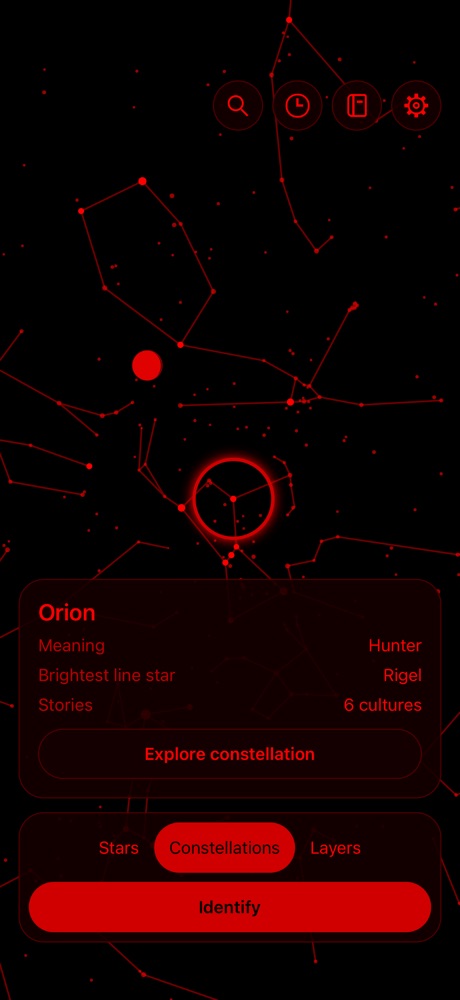 Orion
Meaning Hunter
Brightest line star Rigel
Stories 6 cultures
Explore constellation
Stars Constellations Layers
Identify